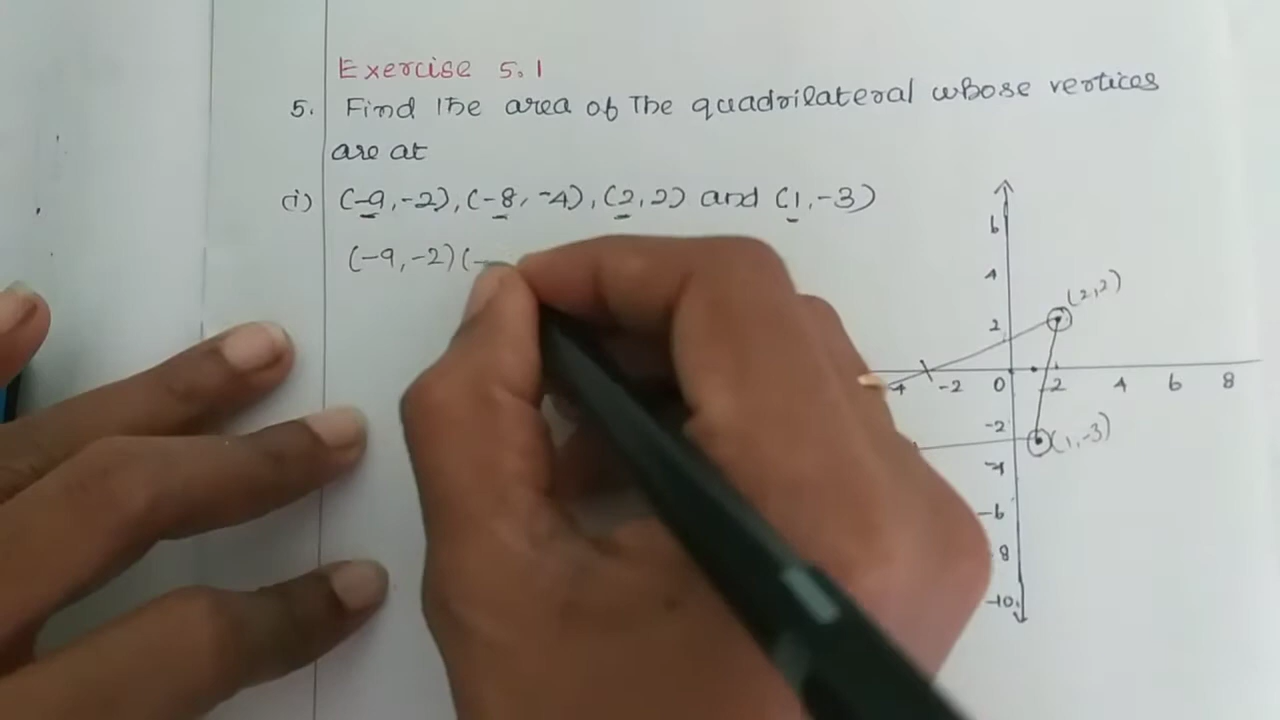 Exercise 5.1
5. Find the area of The quadrilateral whose vertices
are at
(i) (-9,-2), (-8,-4), (2,2) and (1,-3)
(-9,-2)(-
6
4
(2,2)
2
-4 -2 0 2 4 6 8
-2
(1,-3)
-4
-6
8
-10